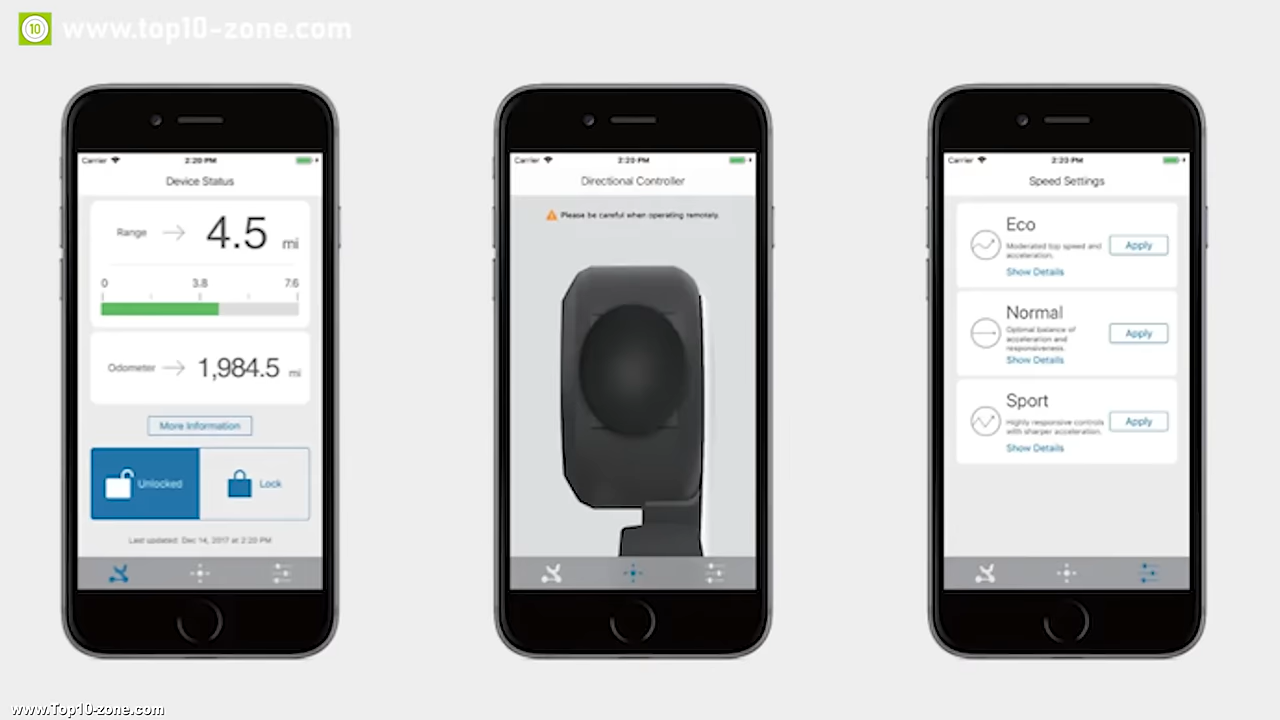 10 www.top10-zone.com
Carrier 2:20 PM
Device Status
Range 4.5 mi
0 3.8 7.6
Odometer 1,984.5 mi
More Information
Unlocked Lock
Last updated: Dec 14, 2017 at 2:20 PM
Carrier 2:20 PM
Directional Controller
Please be careful when operating remotely.
Carrier 2:20 PM
Speed Settings
Eco
Moderated top speed and
acceleration.
Apply
Show Details
Normal
Optimal balance of
acceleration and
responsiveness.
Apply
Show Details
Sport
Highly responsive controls
with sharper acceleration.
Apply
Show Details
www.Top10-zone.com